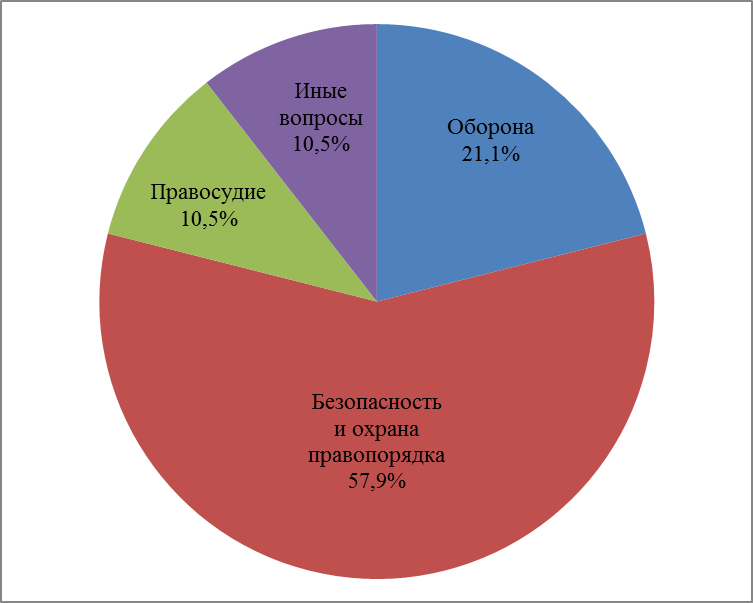 Иные
вопросы
10,5%
Оборона
21,1%
Правосудие
10,5%
Безопасность
и охрана
правопорядка
57,9%